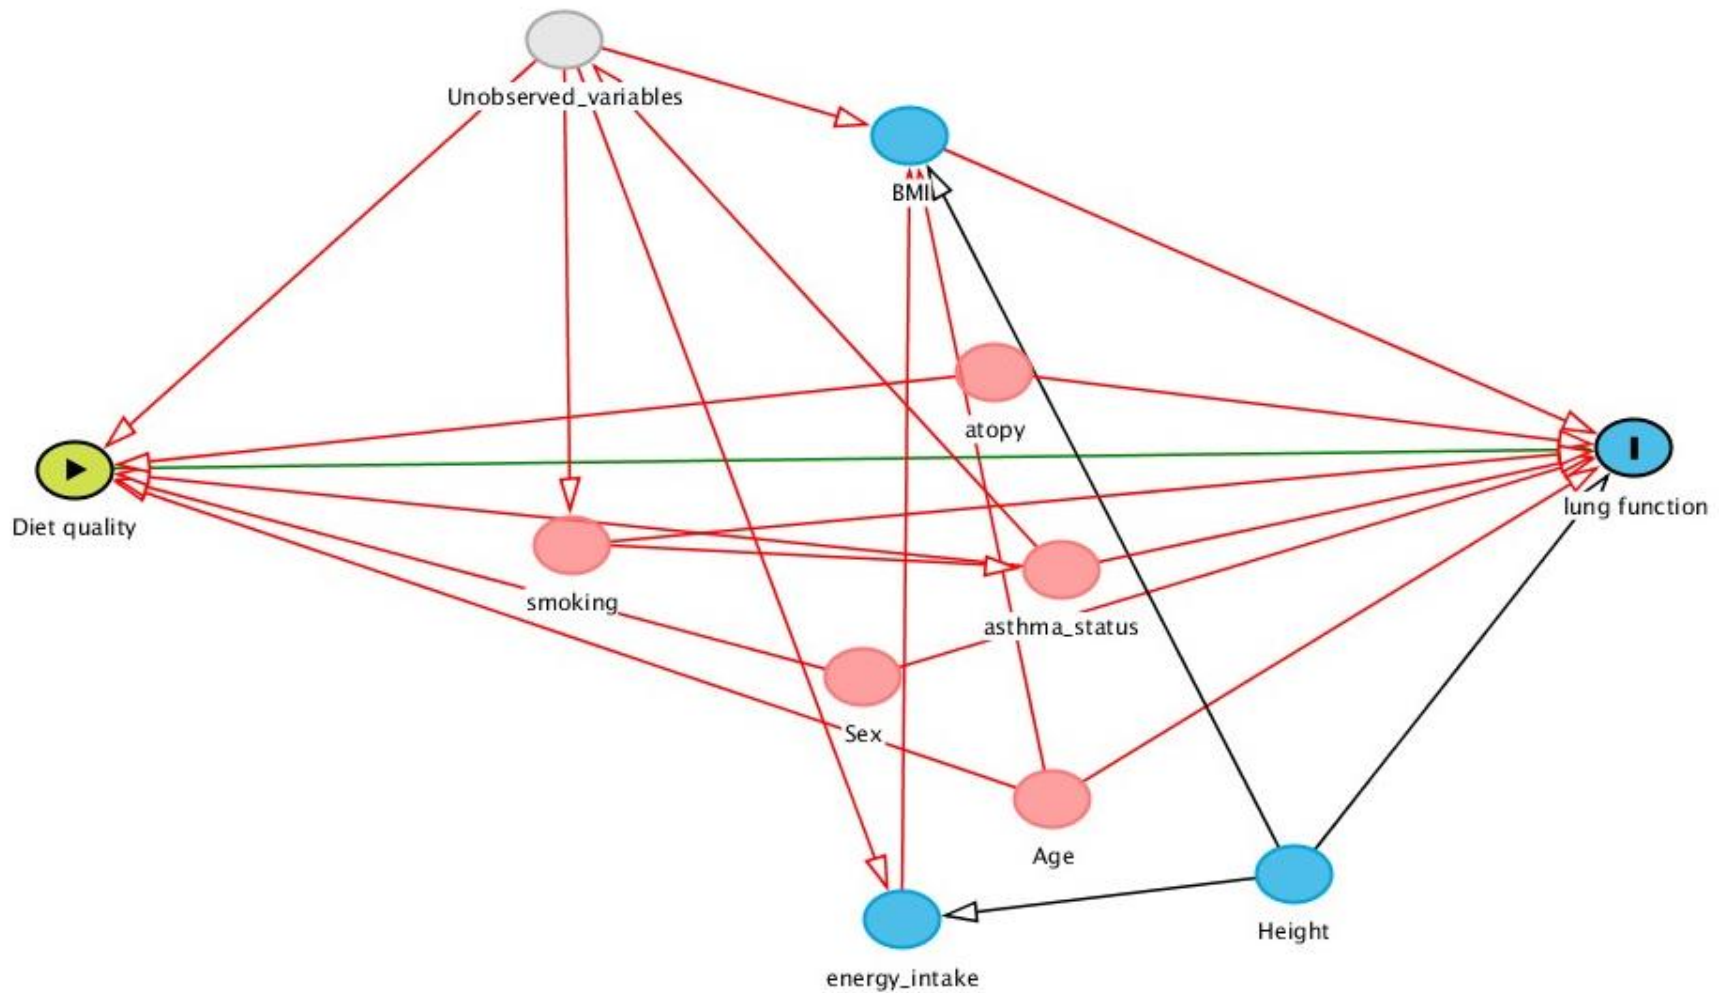 Unobserved_variables
BMI
atopy
Diet quality
lung function
smoking
asthma_status
Sex
Age
Height
energy_intake